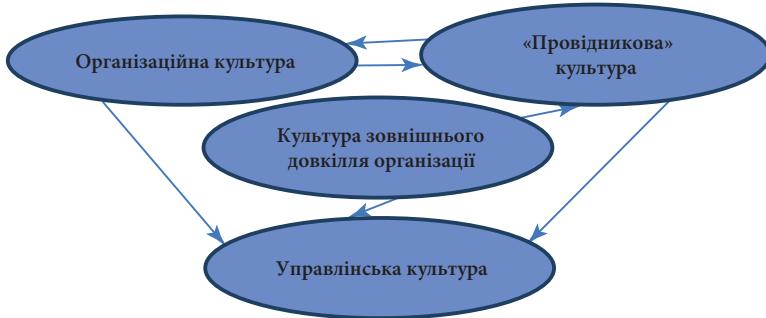 Організаційна культура
«Провідникова»
культура
Культура зовнішнього
довкілля організації
Управлінська культура